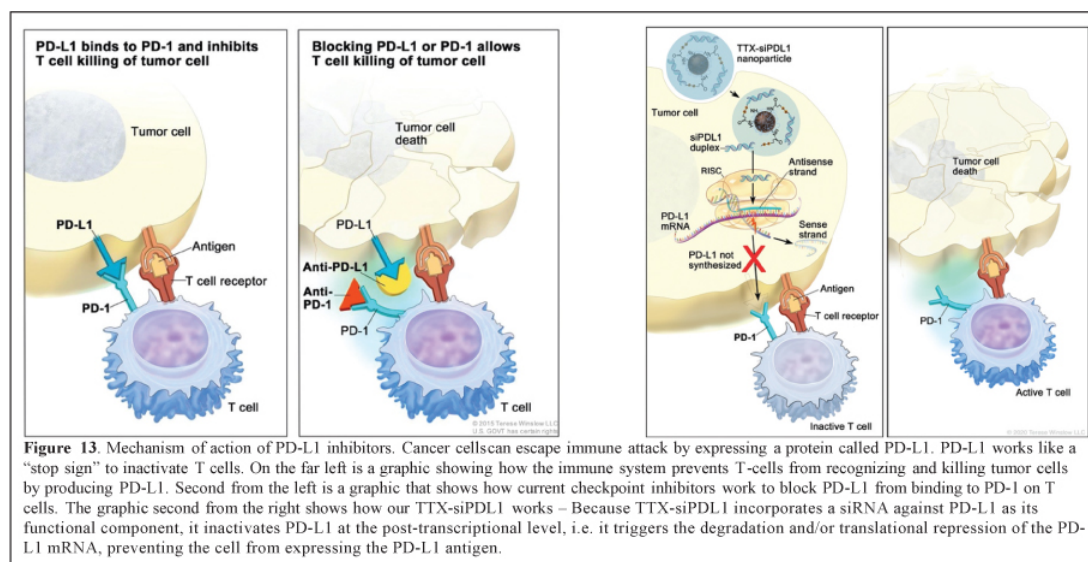 PD-L1 binds to PD-1 and inhibits
T cell killing of tumor cell
Tumor cell
PD-L1
Antigen
T cell receptor
PD-1
T cell
Blocking PD-L1 or PD-1 allows
T cell killing of tumor cell
Tumor cell
death
PD-L1
Anti-PD-L1
Anti-
PD-1
PD-1
T cell
© 2015 Terese Winslow LLC
U.S. GOVT has certain rights
TTX-siPDL1
nanoparticle
Tumor cell
siPDL1
duplex
RISC
Antisense
strand
PD-L1
mRNA
Sense
strand
PD-L1 not
synthesized
Antigen
T cell receptor
PD-1
Inactive T cell
Tumor cell
death
PD-1
Active T cell
Figure 13. Mechanism of action of PD-L1 inhibitors. Cancer cellscan escape immune attack by expressing a protein called PD-L1. PD-L1 works like a
“stop sign” to inactivate T cells. On the far left is a graphic showing how the immune system prevents T-cells from recognizing and killing tumor cells
by producing PD-L1. Second from the left is a graphic that shows how current checkpoint inhibitors work to block PD-L1 from binding to PD-1 on T
cells. The graphic second from the right shows how our TTX-siPDL1 works – Because TTX-siPDL1 incorporates a siRNA against PD-L1 as its
functional component, it inactivates PD-L1 at the post-transcriptional level, i.e. it triggers the degradation and/or translational repression of the PD-
L1 mRNA, preventing the cell from expressing the PD-L1 antigen.